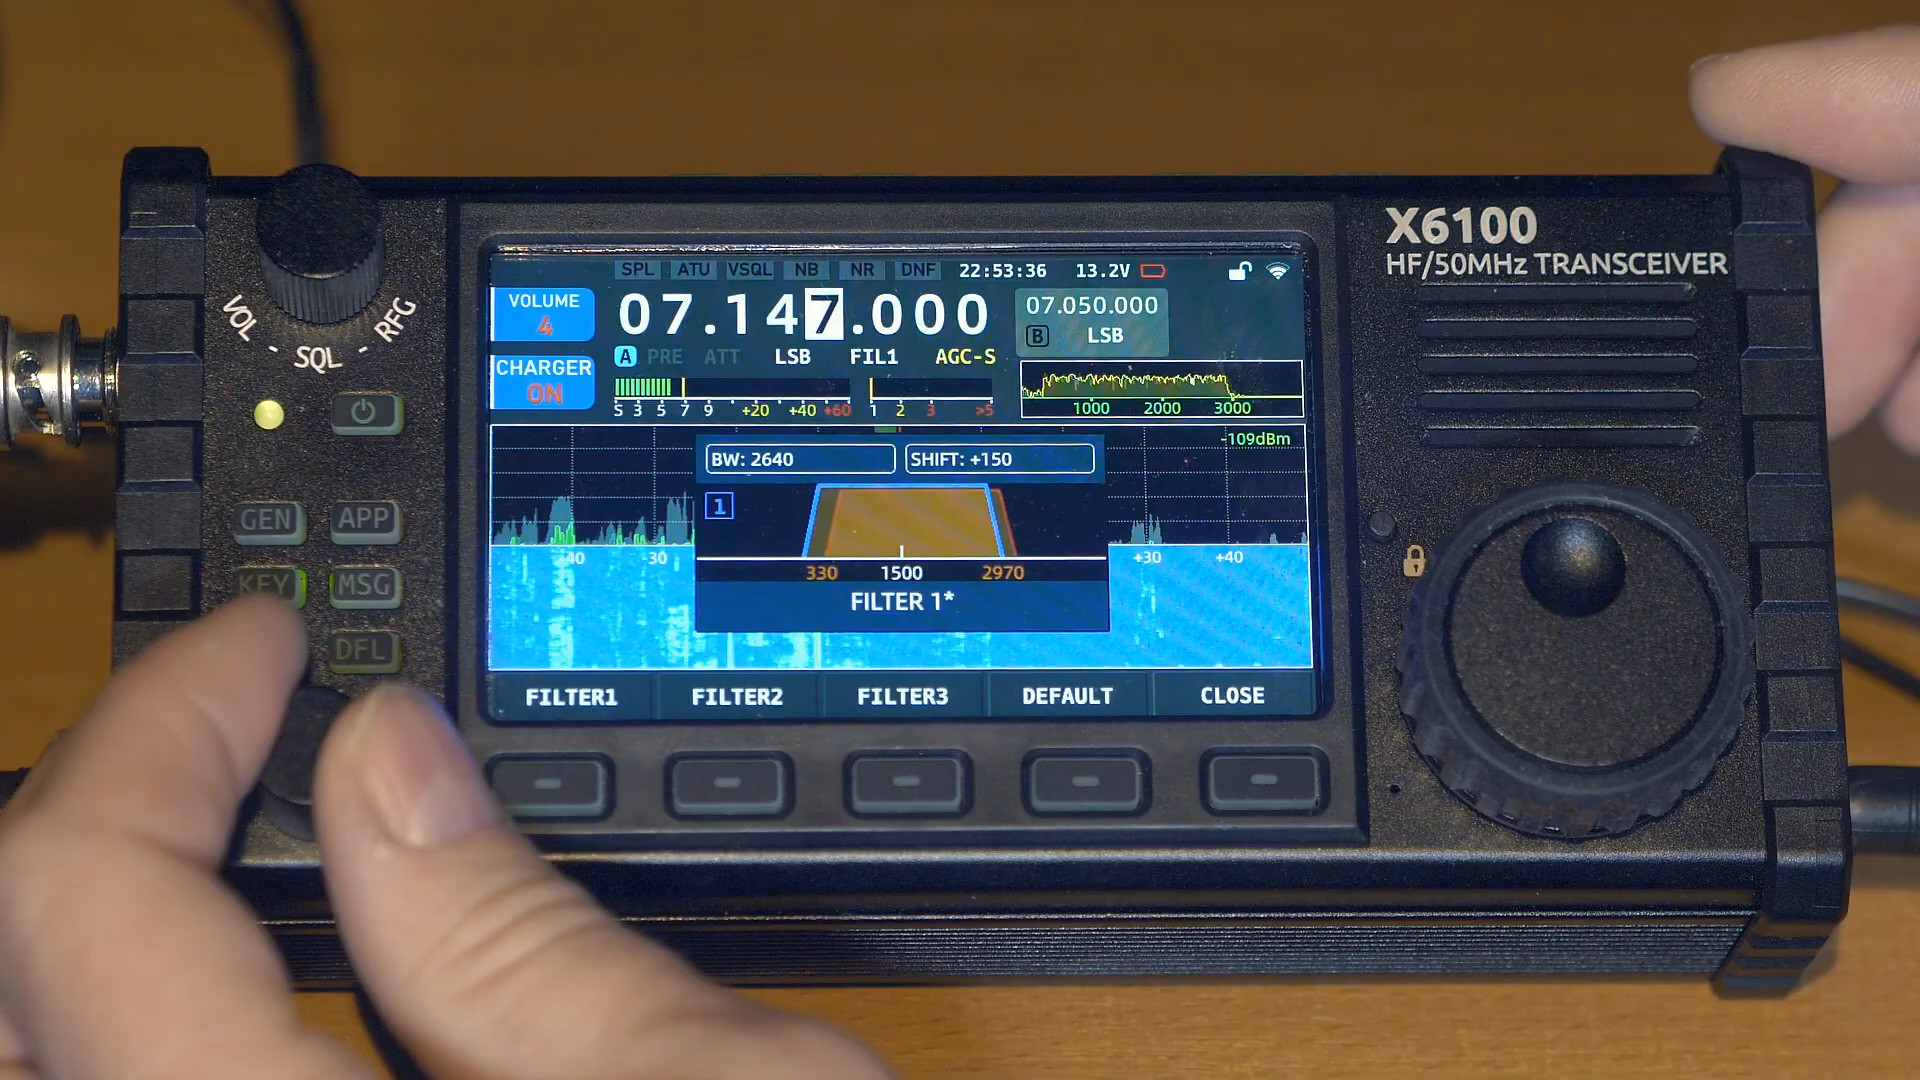 X6100
HF/50MHz TRANSCEIVER
VOL - SQL - RFG
GEN
APP
KEY
MSG
DFL
SPL ATU VSQL NB NR DNF 22:53:36 13.2V
VOLUME
4
07.147.000
07.050.000
B LSB
CHARGER
ON
A PRE ATT LSB FIL1 AGC-S
S 3 5 7 9 +20 +40 +60 1 2 3 >5
1000 2000 3000
-109dBm
BW: 2640 SHIFT: +150
1
40 -30 +30 +40
330 1500 2970
FILTER 1*
FILTER1 FILTER2 FILTER3 DEFAULT CLOSE